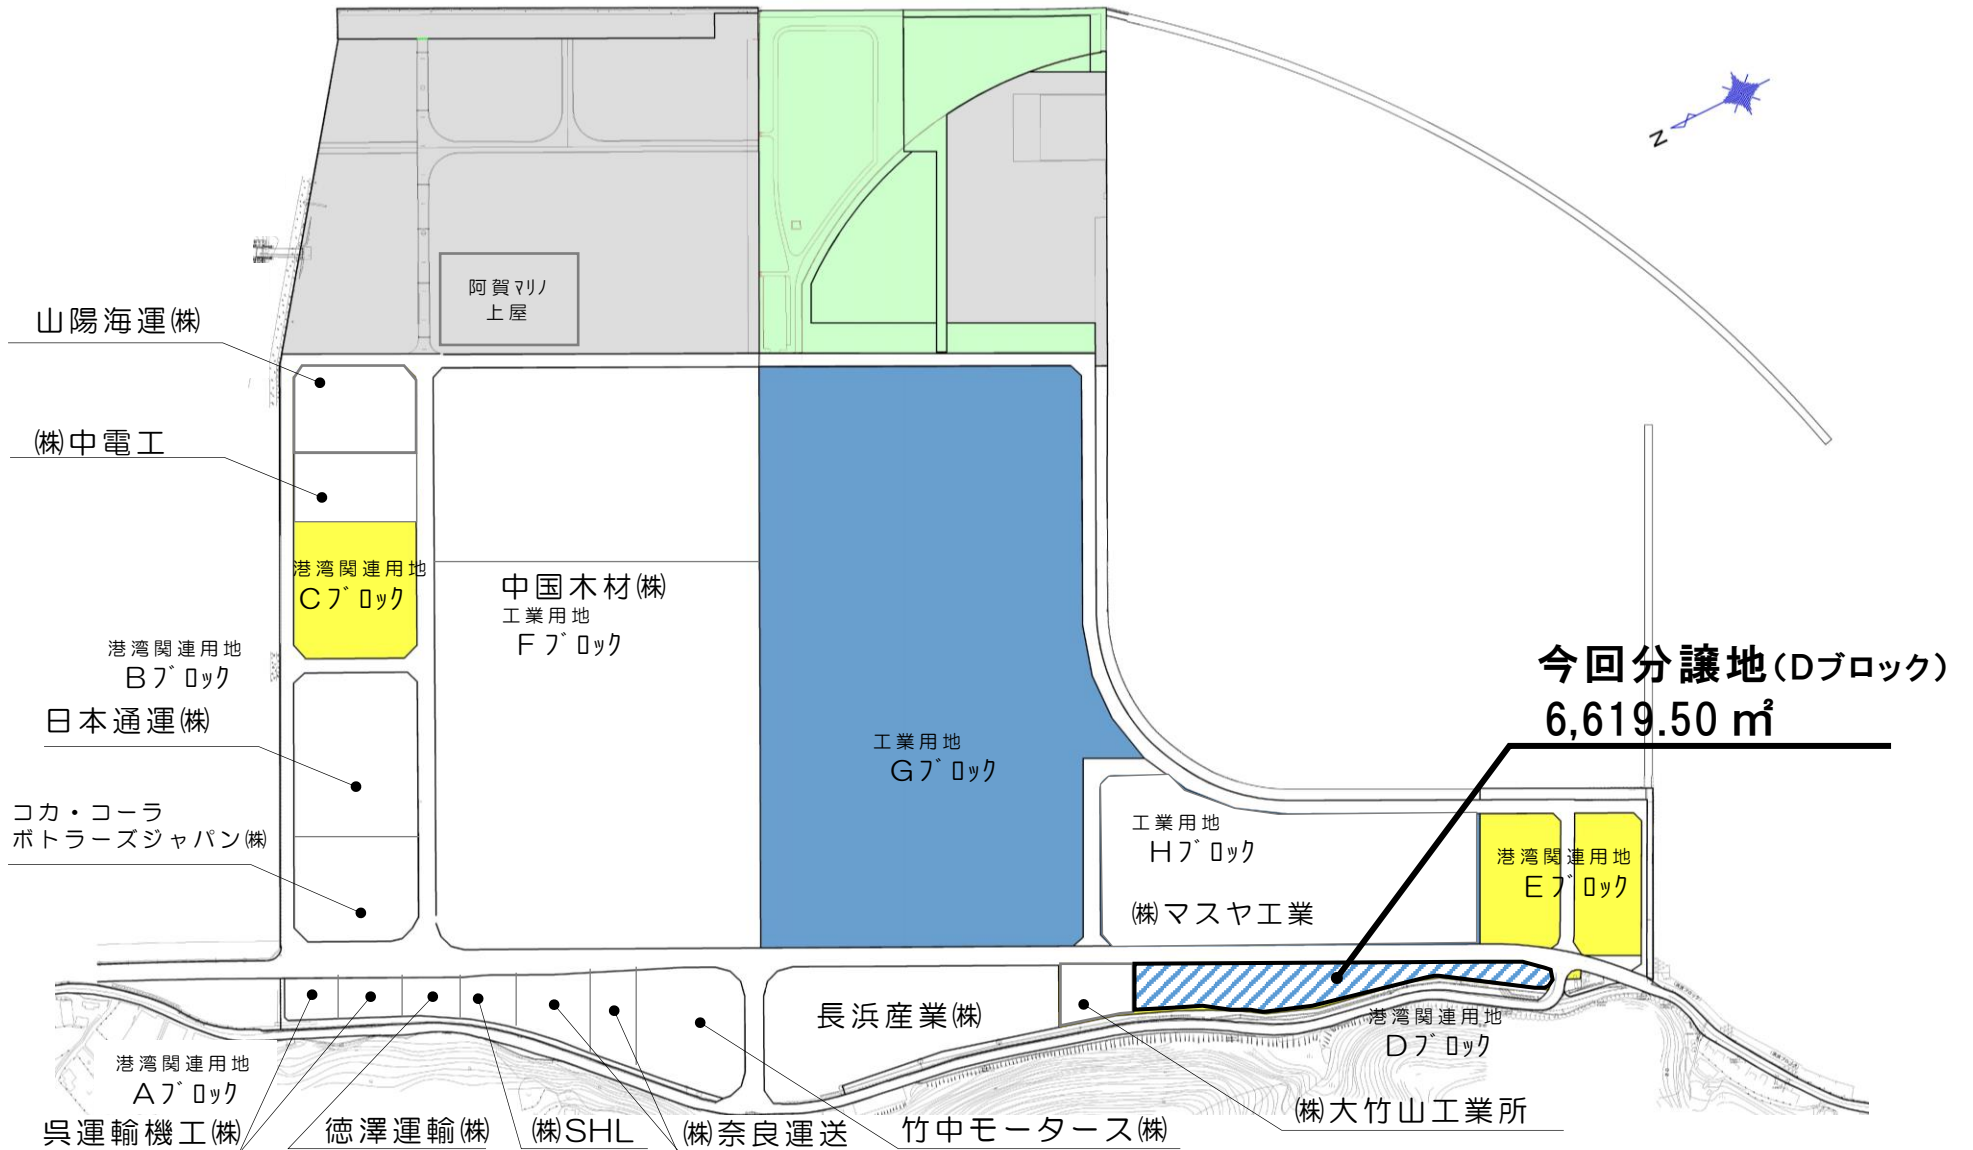 N
阿賀ﾏﾘﾉ
上屋
山陽海運㈱
㈱中電工
港湾関連用地
Cﾌﾞﾛｯｸ
中国木材㈱
工業用地
Fﾌﾞﾛｯｸ
港湾関連用地
Bﾌﾞﾛｯｸ
日本通運㈱
今回分譲地(Dブロック)
6,619.50 ㎡
工業用地
Gﾌﾞﾛｯｸ
コカ・コーラ
ボトラーズジャパン㈱
工業用地
Hﾌﾞﾛｯｸ
㈱マスヤ工業
港湾関連用地
Eﾌﾞﾛｯｸ
長浜産業㈱
港湾関連用地
Dﾌﾞﾛｯｸ
港湾関連用地
Aﾌﾞﾛｯｸ
呉運輸機工㈱
徳澤運輸㈱
㈱SHL
㈱奈良運送
竹中モータース㈱
㈱大竹山工業所